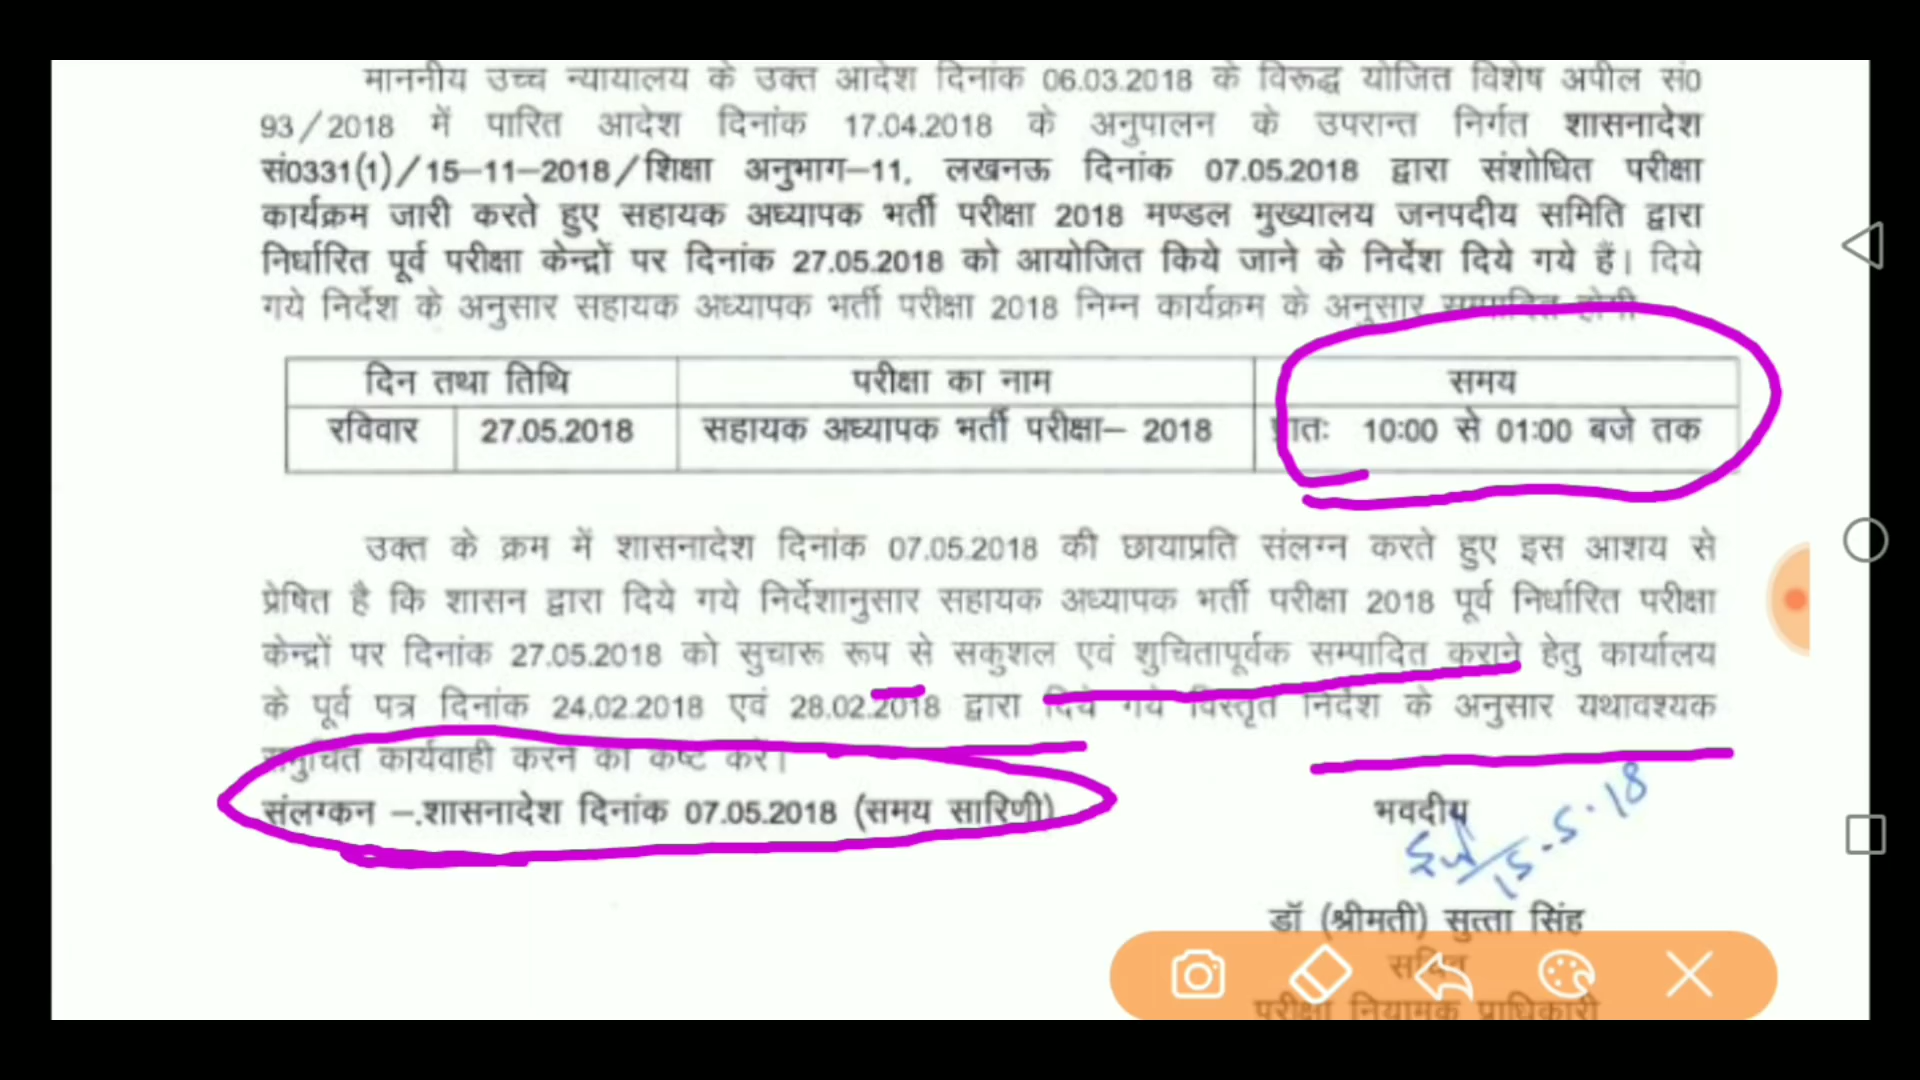 माननीय उच्च न्यायालय के उक्त आदेश दिनांक 06.03.2018 के विरूद्ध योजित विशेष अपील सं0
93/2018 में पारित आदेश दिनांक 17.04.2018 के अनुपालन के उपरान्त निर्गत शासनादेश
सं0331(1)/15-11-2018/शिक्षा अनुभाग-11, लखनऊ दिनांक 07.05.2018 द्वारा संशोधित परीक्षा
कार्यक्रम जारी करते हुए सहायक अध्यापक भर्ती परीक्षा 2018 मण्डल मुख्यालय जनपदीय समिति द्वारा
निर्धारित पूर्व परीक्षा केन्द्रों पर दिनांक 27.05.2018 को आयोजित किये जाने के निर्देश दिये गये हैं। दिये
गये निर्देश के अनुसार सहायक अध्यापक भर्ती परीक्षा 2018 निम्न कार्यक्रम के अनुसार सम्पादित होगी
दिन तथा तिथि परीक्षा का नाम समय
रविवार 27.05.2018 सहायक अध्यापक भर्ती परीक्षा– 2018 प्रातः 10:00 से 01:00 बजे तक
उक्त के क्रम में शासनादेश दिनांक 07.05.2018 की छायाप्रति संलग्न करते हुए इस आशय से
प्रेषित है कि शासन द्वारा दिये गये निर्देशानुसार सहायक अध्यापक भर्ती परीक्षा 2018 पूर्व निर्धारित परीक्षा
केन्द्रों पर दिनांक 27.05.2018 को सुचारू रूप से सकुशल एवं शुचितापूर्वक सम्पादित कराने हेतु कार्यालय
के पूर्व पत्र दिनांक 24.02.2018 एवं 28.02.2018 द्वारा दिये गये विस्तृत निर्देश के अनुसार यथावश्यक
समुचित कार्यवाही करने का कष्ट करें।
संलग्कन –.शासनादेश दिनांक 07.05.2018 (समय सारिणी)
भवदीय
15-5-18
डॉ (श्रीमती) सुत्ता सिंह
सचिव
परीक्षा नियामक प्राधिकारी